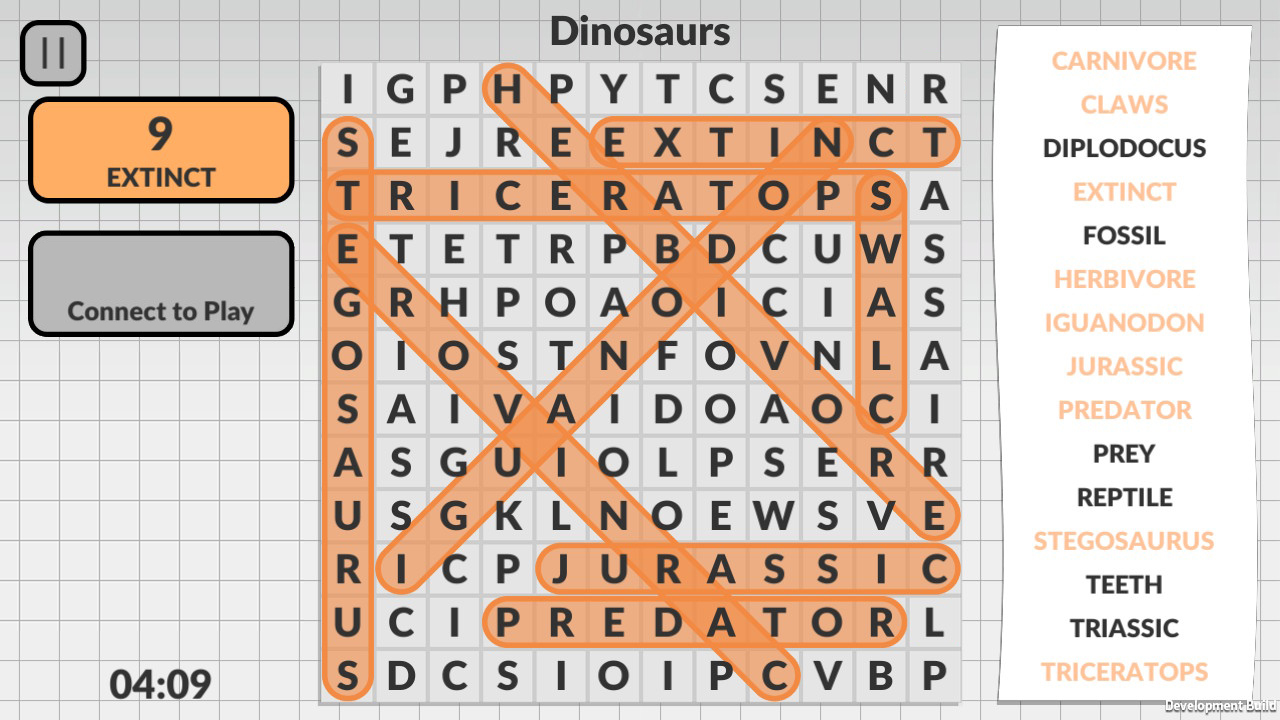 Dinosaurs
9
EXTINCT
Connect to Play
04:09
I G P H P Y T C S E N R
S E J R E E X T I N C T
T R I C E R A T O P S A
E T E T R P B D C U W S
G R H P O A O I C I A S
O I O S T N F O V N L A
S A I V A I D O A O C I
A S G U I O L P S E R R
U S G K L N O E W S V E
R I C P J U R A S S I C
U C I P R E D A T O R L
S D C S I O I P C V B P
CARNIVORE
CLAWS
DIPLODOCUS
EXTINCT
FOSSIL
HERBIVORE
IGUANODON
JURASSIC
PREDATOR
PREY
REPTILE
STEGOSAURUS
TEETH
TRIASSIC
TRICERATOPS
Development Build